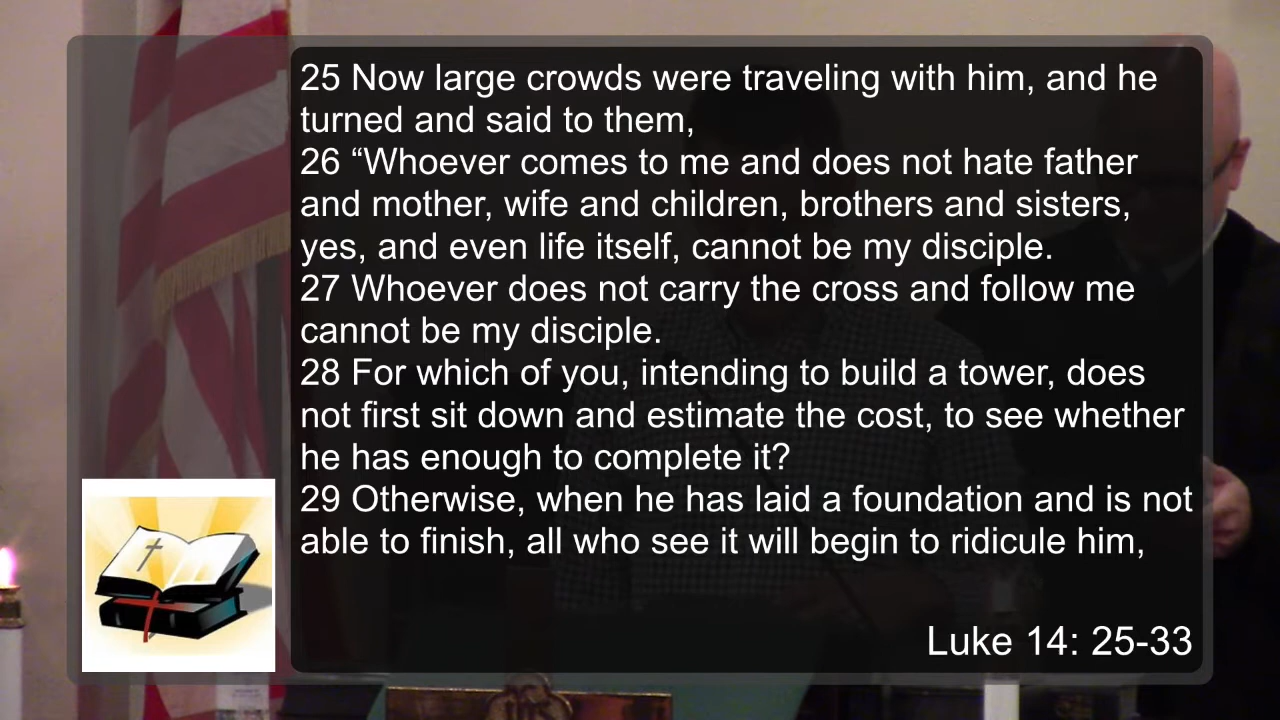 25 Now large crowds were traveling with him, and he
turned and said to them,
26 “Whoever comes to me and does not hate father
and mother, wife and children, brothers and sisters,
yes, and even life itself, cannot be my disciple.
27 Whoever does not carry the cross and follow me
cannot be my disciple.
28 For which of you, intending to build a tower, does
not first sit down and estimate the cost, to see whether
he has enough to complete it?
29 Otherwise, when he has laid a foundation and is not
able to finish, all who see it will begin to ridicule him,
Luke 14: 25-33